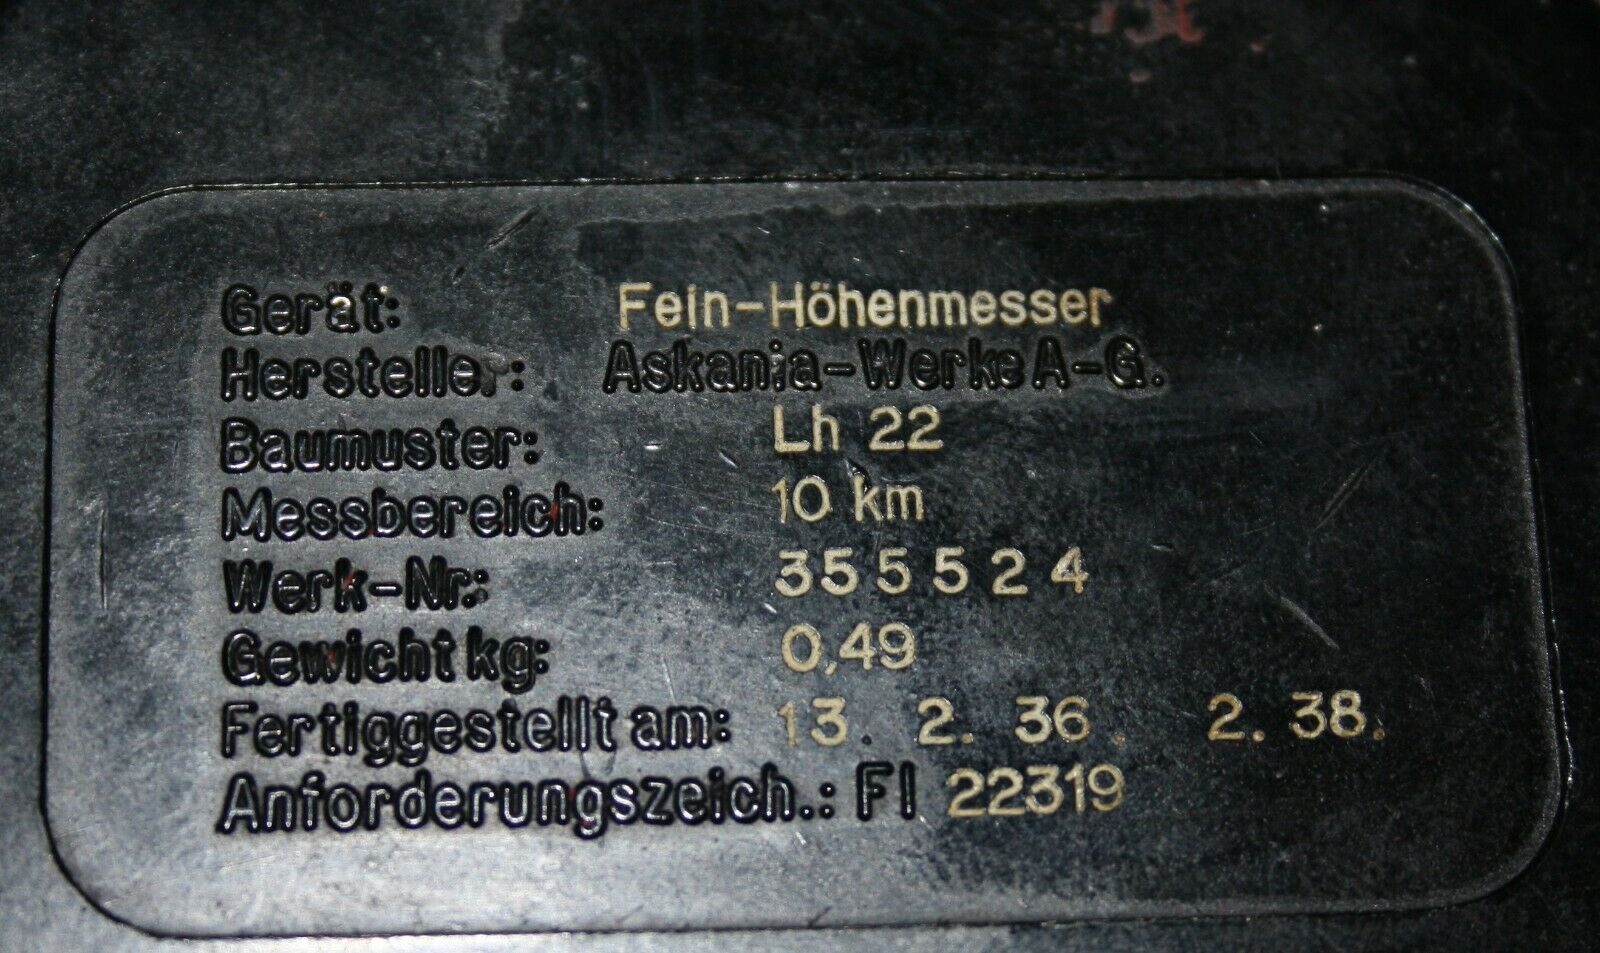 Gerät: Fein-Höhenmesser
Hersteller: Askania-Werke A-G.
Baumuster: Lh 22
Messbereich: 10 km
Werk-Nr.: 355524
Gewicht kg: 0,49
Fertiggestellt am: 13. 2. 36. 2. 38.
Anforderungszeich.: Fl 22319